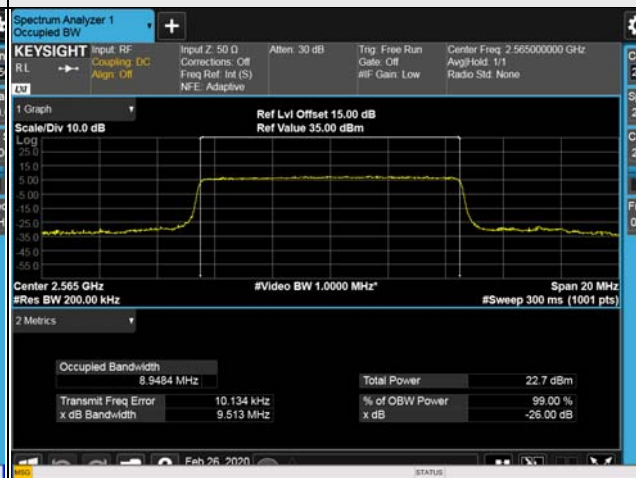 Spectrum Analyzer 1
Occupied BW
+
KEYSIGHT Input: RF Input Z: 50 Ω Atten: 30 dB Trig: Free Run Center Freq: 2.565000000 GHz
RL Coupling: DC Corrections: Off Gate: Off Avg|Hold: 1/1
Align: Off Freq Ref: Int (S) #IF Gain: Low Radio Std: None
LXI NFE: Adaptive
1 Graph Ref Lvl Offset 15.00 dB
Scale/Div 10.0 dB Ref Value 35.00 dBm
Log
25.0
15.0
5.00
-5.00
-15.0
-25.0
-35.0
-45.0
-55.0
Center 2.565 GHz #Video BW 1.0000 MHz* Span 20 MHz
#Res BW 200.00 kHz #Sweep 300 ms (1001 pts)
2 Metrics
Occupied Bandwidth
8.9484 MHz Total Power 22.7 dBm
Transmit Freq Error 10.134 kHz % of OBW Power 99.00 %
x dB Bandwidth 9.513 MHz x dB -26.00 dB
Feb 26, 2020
MSG STATUS